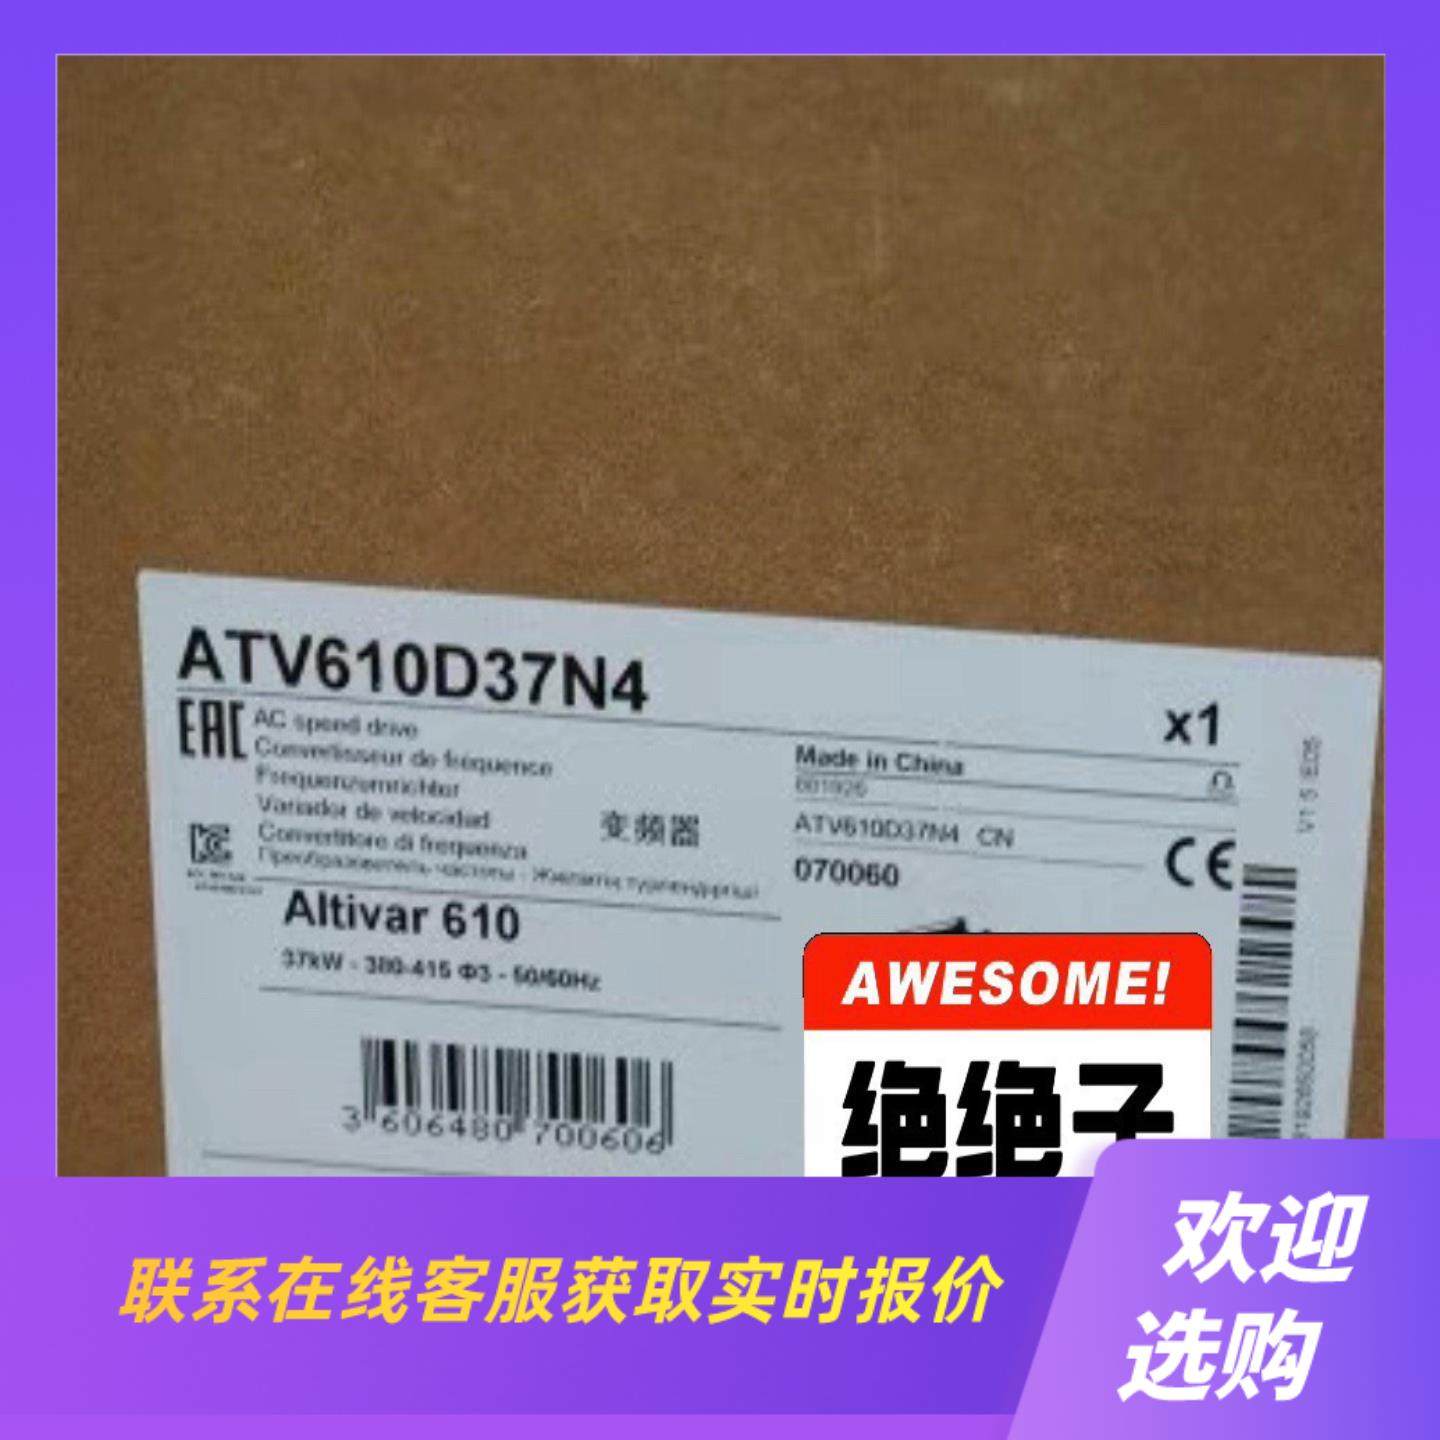 ATV610D37N4
x1
EAC
AC speed drive
Convertisseur de fréquence
Frequenzumrichter
Variador de velocidad
Convertitore di frequenza
变频器
Made in China
ATV610D37N4 CN
070060
CE
V1.5 E05
Altivar 610
37kW - 380-415 Φ3 - 50/60Hz
3 606480 700606
AWESOME!
绝绝子
联系在线客服获取实时报价
欢迎
选购